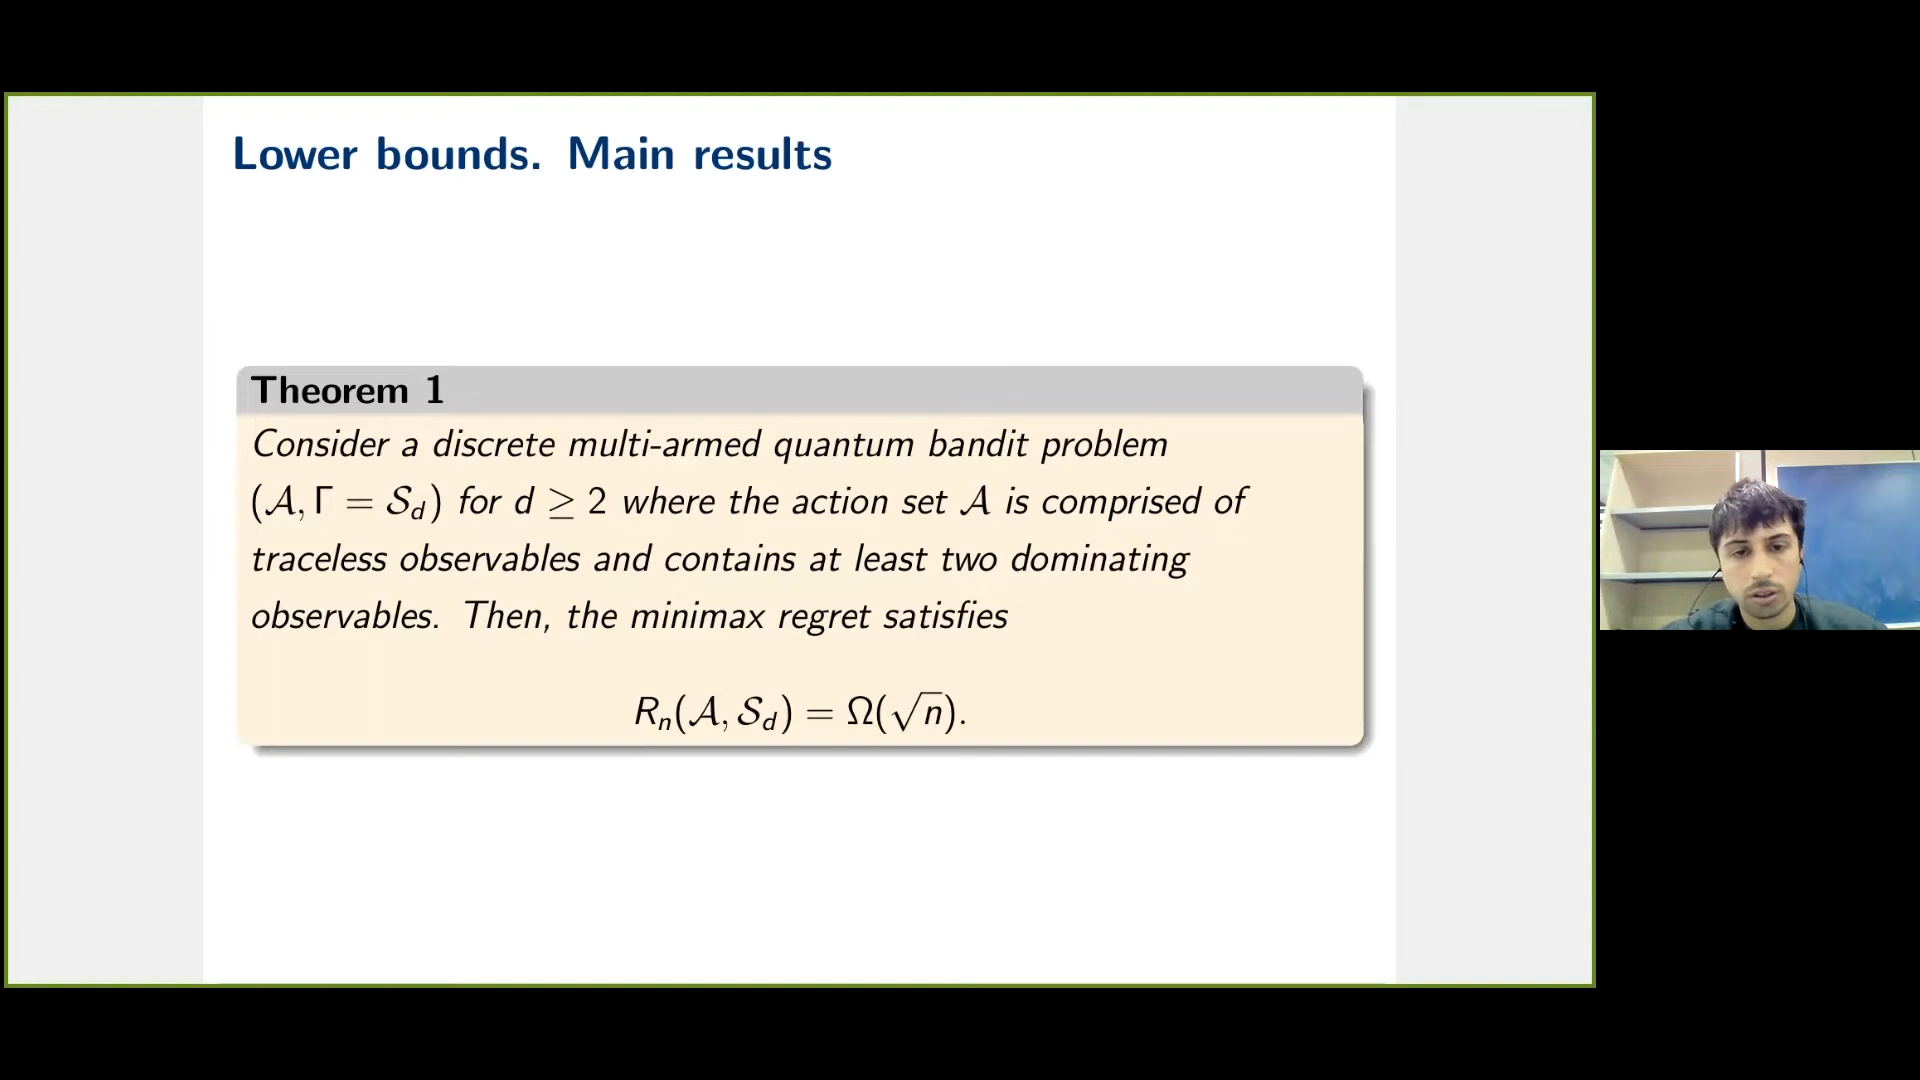 Lower bounds. Main results
Theorem 1
Consider a discrete multi-armed quantum bandit problem
(𝒜, Γ = 𝒮_d) for d ≥ 2 where the action set 𝒜 is comprised of
traceless observables and contains at least two dominating
observables. Then, the minimax regret satisfies
R_n(𝒜, 𝒮_d) = Ω(√n).